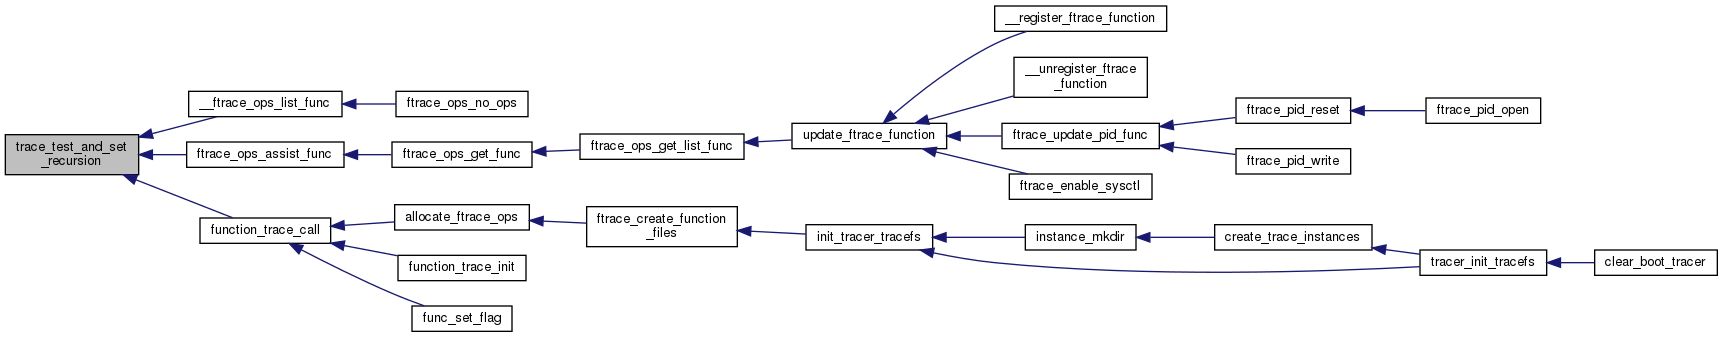 __register_ftrace_function
__unregister_ftrace
_function
__ftrace_ops_list_func
ftrace_ops_no_ops
ftrace_pid_reset
ftrace_pid_open
update_ftrace_function
ftrace_update_pid_func
trace_test_and_set
_recursion
ftrace_ops_assist_func
ftrace_ops_get_func
ftrace_ops_get_list_func
ftrace_pid_write
ftrace_enable_sysctl
function_trace_call
allocate_ftrace_ops
ftrace_create_function
_files
init_tracer_tracefs
instance_mkdir
create_trace_instances
function_trace_init
tracer_init_tracefs
clear_boot_tracer
func_set_flag